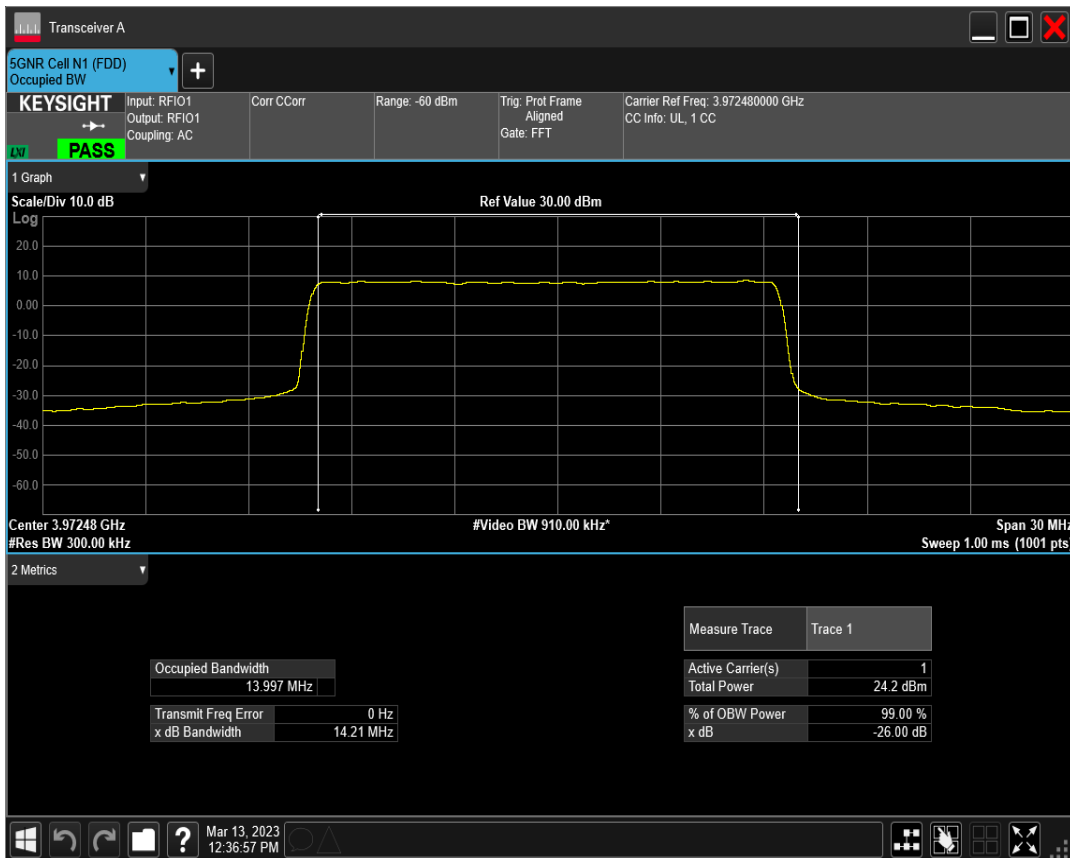 Transceiver A
5GNR Cell N1 (FDD)
Occupied BW
KEYSIGHT
LXI
PASS
Input: RFIO1
Output: RFIO1
Coupling: AC
Corr CCorr
Range: -60 dBm
Trig: Prot Frame
Aligned
Gate: FFT
Carrier Ref Freq: 3.972480000 GHz
CC Info: UL, 1 CC
1 Graph
Scale/Div 10.0 dB
Ref Value 30.00 dBm
Log
20.0
10.0
0.00
-10.0
-20.0
-30.0
-40.0
-50.0
-60.0
Center 3.97248 GHz
#Video BW 910.00 kHz*
Span 30 MHz
#Res BW 300.00 kHz
Sweep 1.00 ms (1001 pts)
2 Metrics
Measure Trace Trace 1
Occupied Bandwidth
13.997 MHz
Active Carrier(s) 1
Total Power 24.2 dBm
Transmit Freq Error 0 Hz
x dB Bandwidth 14.21 MHz
% of OBW Power 99.00 %
x dB -26.00 dB
?
Mar 13, 2023
12:36:57 PM